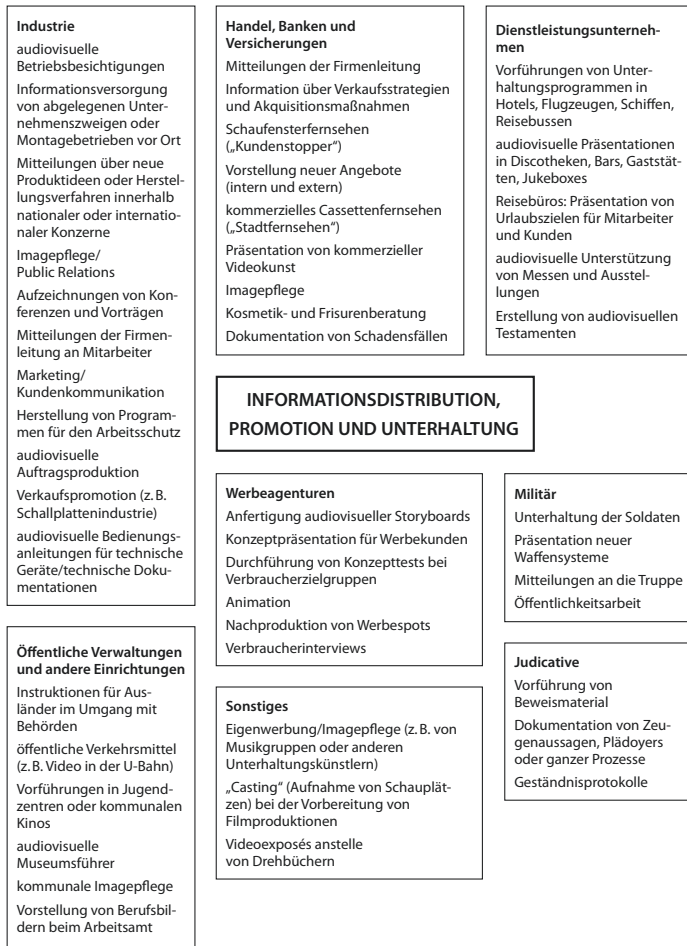 Industrie
audiovisuelle
Betriebsbesichtigungen
Informationsversorgung
von abgelegenen Unter-
nehmenszweigen oder
Montagebetrieben vor Ort
Mitteilungen über neue
Produktideen oder Herstel-
lungsverfahren innerhalb
nationaler oder internatio-
naler Konzerne
Imagepflege/
Public Relations
Aufzeichnungen von Kon-
ferenzen und Vorträgen
Mitteilungen der Firmen-
leitung an Mitarbeiter
Marketing/
Kundenkommunikation
Herstellung von Program-
men für den Arbeitsschutz
audiovisuelle
Auftragsproduktion
Verkaufspromotion (z. B.
Schallplattenindustrie)
audiovisuelle Bedienungs-
anleitungen für technische
Geräte/technische Doku-
mentationen
Handel, Banken und
Versicherungen
Mitteilungen der Firmenleitung
Information über Verkaufsstrategien
und Akquisitionsmaßnahmen
Schaufensterfernsehen
(„Kundenstopper“)
Vorstellung neuer Angebote
(intern und extern)
kommerzielles Cassettenfernsehen
(„Stadtfernsehen“)
Präsentation von kommerzieller
Videokunst
Imagepflege
Kosmetik- und Frisurenberatung
Dokumentation von Schadensfällen
Dienstleistungsunterneh-
men
Vorführungen von Unter-
haltungsprogrammen in
Hotels, Flugzeugen, Schiffen,
Reisebussen
audiovisuelle Präsentationen
in Discotheken, Bars, Gaststät-
ten, Jukeboxes
Reisebüros: Präsentation von
Urlaubszielen für Mitarbeiter
und Kunden
audiovisuelle Unterstützung
von Messen und Ausstel-
lungen
Erstellung von audiovisuellen
Testamenten
INFORMATIONSDISTRIBUTION,
PROMOTION UND UNTERHALTUNG
Werbeagenturen
Anfertigung audiovisueller Storyboards
Konzeptpräsentation für Werbekunden
Durchführung von Konzepttests bei
Verbraucherzielgruppen
Animation
Nachproduktion von Werbespots
Verbraucherinterviews
Militär
Unterhaltung der Soldaten
Präsentation neuer
Waffensysteme
Mitteilungen an die Truppe
Öffentlichkeitsarbeit
Öffentliche Verwaltungen
und andere Einrichtungen
Instruktionen für Aus-
länder im Umgang mit
Behörden
öffentliche Verkehrsmittel
(z. B. Video in der U-Bahn)
Vorführungen in Jugend-
zentren oder kommunalen
Kinos
audiovisuelle
Museumsführer
kommunale Imagepflege
Vorstellung von Berufsbil-
dern beim Arbeitsamt
Sonstiges
Eigenwerbung/Imagepflege (z. B. von
Musikgruppen oder anderen
Unterhaltungskünstlern)
„Casting“ (Aufnahme von Schauplät-
zen) bei der Vorbereitung von
Filmproduktionen
Videoexposés anstelle
von Drehbüchern
Judicative
Vorführung von
Beweismaterial
Dokumentation von Zeu-
genaussagen, Plädoyers
oder ganzer Prozesse
Geständnisprotokolle